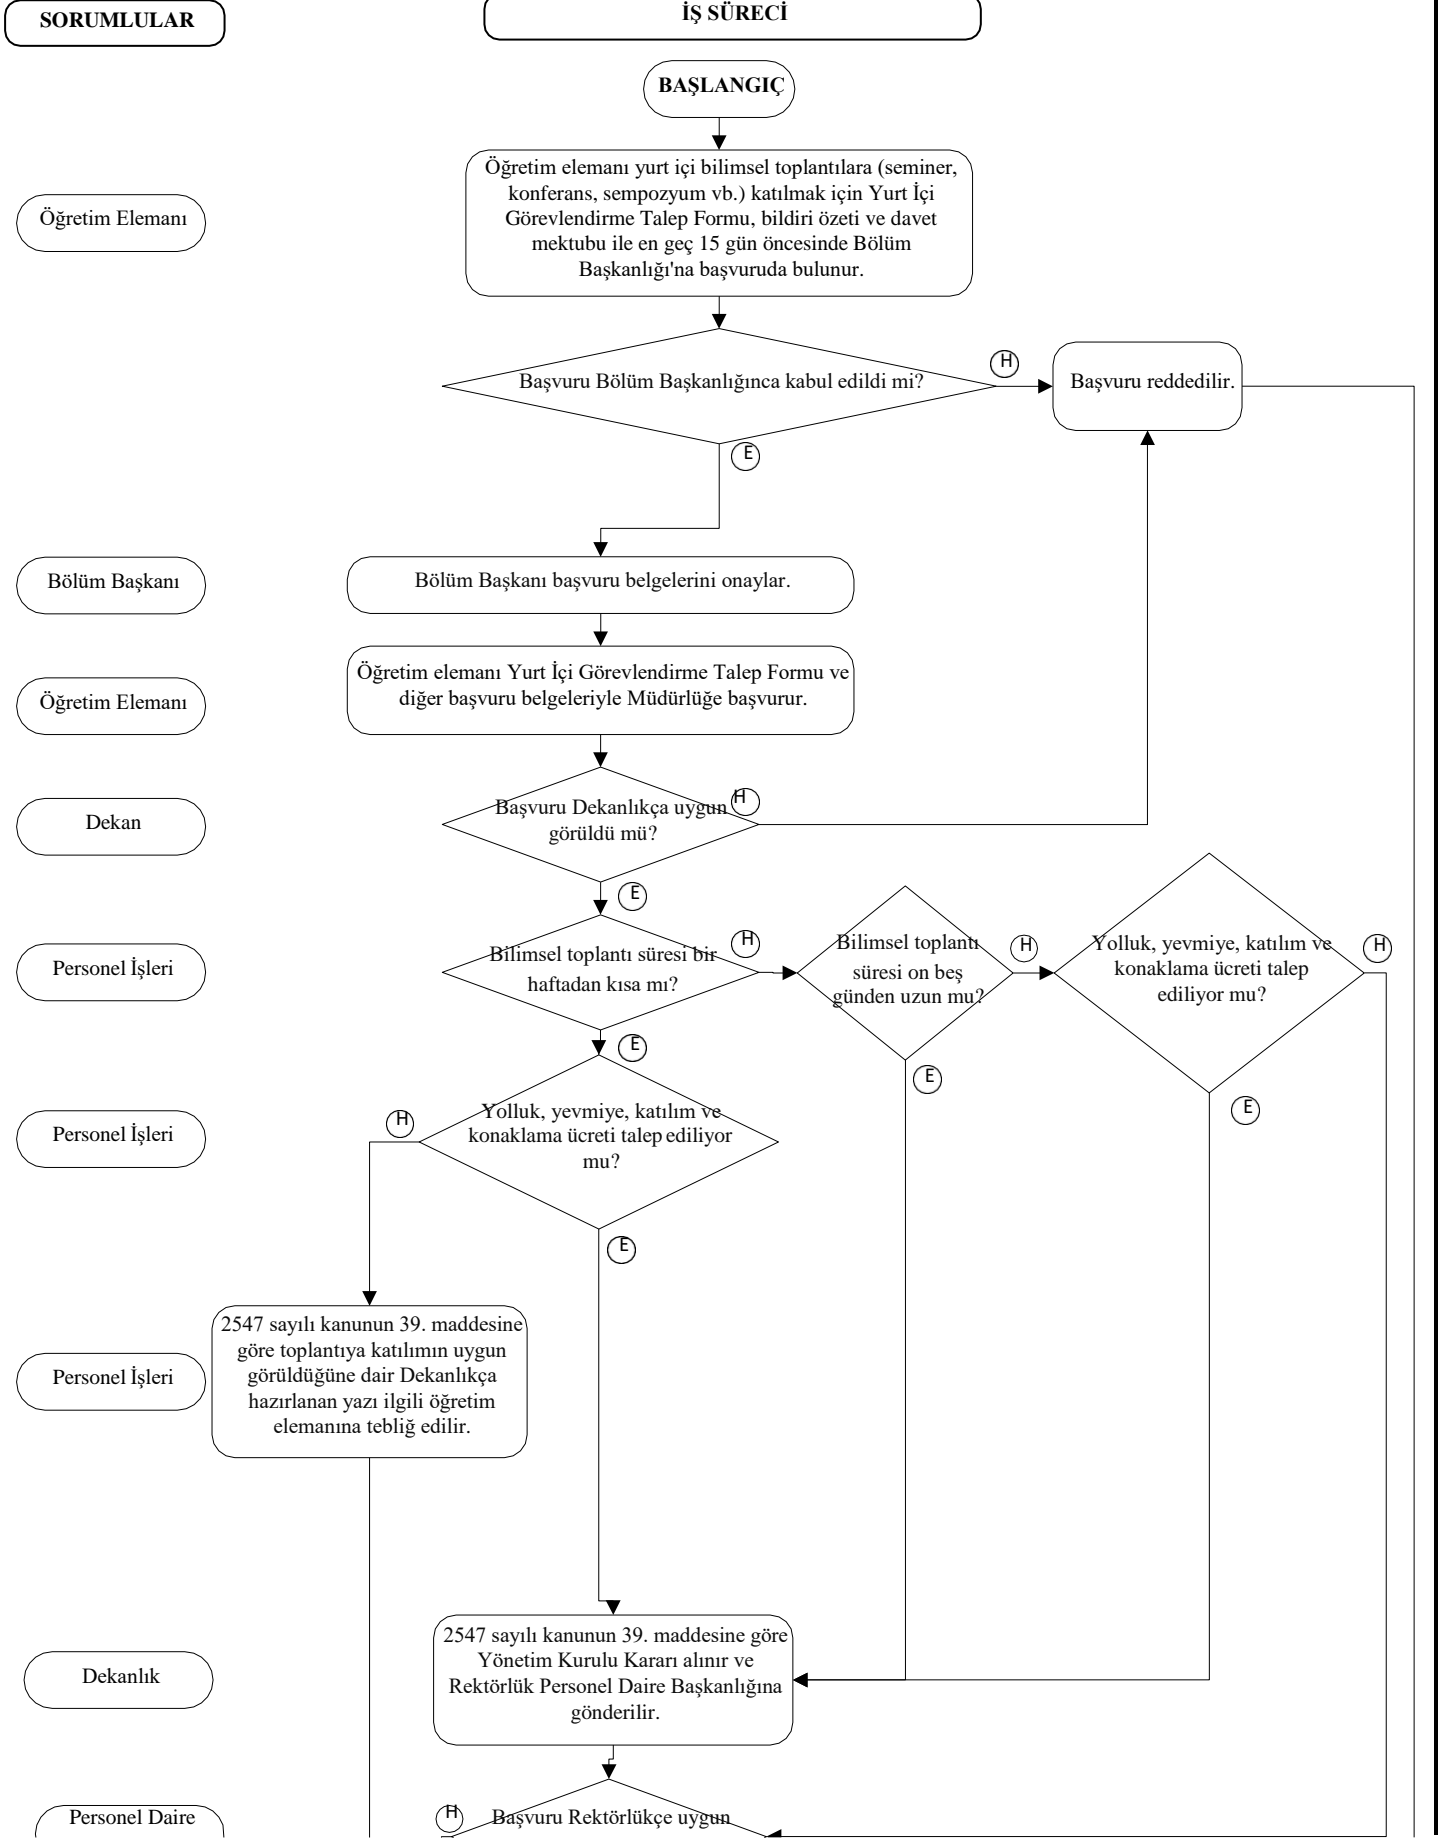 SORUMLULAR
İŞ SÜRECİ
BAŞLANGIÇ
Öğretim Elemanı
Öğretim elemanı yurt içi bilimsel toplantılara (seminer,
konferans, sempozyum vb.) katılmak için Yurt İçi
Görevlendirme Talep Formu, bildiri özeti ve davet
mektubu ile en geç 15 gün öncesinde Bölüm
Başkanlığı'na başvuruda bulunur.
Başvuru Bölüm Başkanlığınca kabul edildi mi?
H
Başvuru reddedilir.
E
Bölüm Başkanı
Bölüm Başkanı başvuru belgelerini onaylar.
Öğretim Elemanı
Öğretim elemanı Yurt İçi Görevlendirme Talep Formu ve
diğer başvuru belgeleriyle Müdürlüğe başvurur.
Dekan
Başvuru Dekanlıkça uygun
görüldü mü?
H
E
Personel İşleri
Bilimsel toplantı süresi bir
haftadan kısa mı?
H
Bilimsel toplantı
süresi on beş
günden uzun mu?
H
Yolluk, yevmiye, katılım ve
konaklama ücreti talep
ediliyor mu?
H
E
E
E
Personel İşleri
H
Yolluk, yevmiye, katılım ve
konaklama ücreti talep ediliyor
mu?
E
Personel İşleri
2547 sayılı kanunun 39. maddesine
göre toplantıya katılımın uygun
görüldüğüne dair Dekanlıkça
hazırlanan yazı ilgili öğretim
elemanına tebliğ edilir.
Dekanlık
2547 sayılı kanunun 39. maddesine göre
Yönetim Kurulu Kararı alınır ve
Rektörlük Personel Daire Başkanlığına
gönderilir.
Personel Daire
H
Başvuru Rektörlükçe uygun